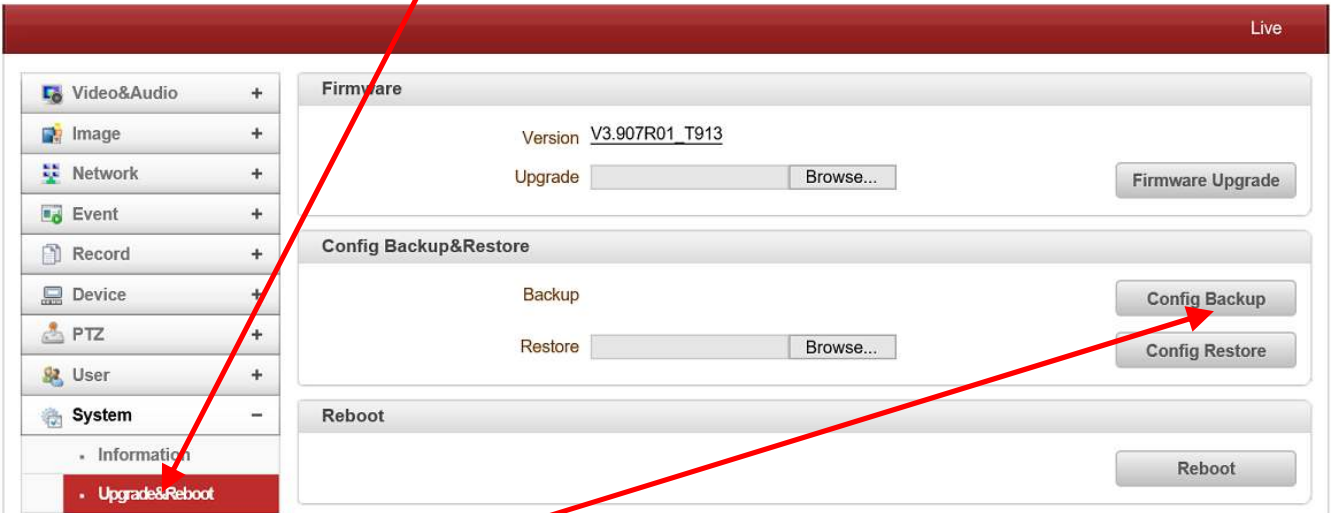 Live
Video&Audio +
Image +
Network +
Event +
Record +
Device +
PTZ +
User +
System −
Information
Upgrade&Reboot
Firmware
Version V3.907R01_T913
Upgrade Browse... Firmware Upgrade
Config Backup&Restore
Backup Config Backup
Restore Browse... Config Restore
Reboot
Reboot